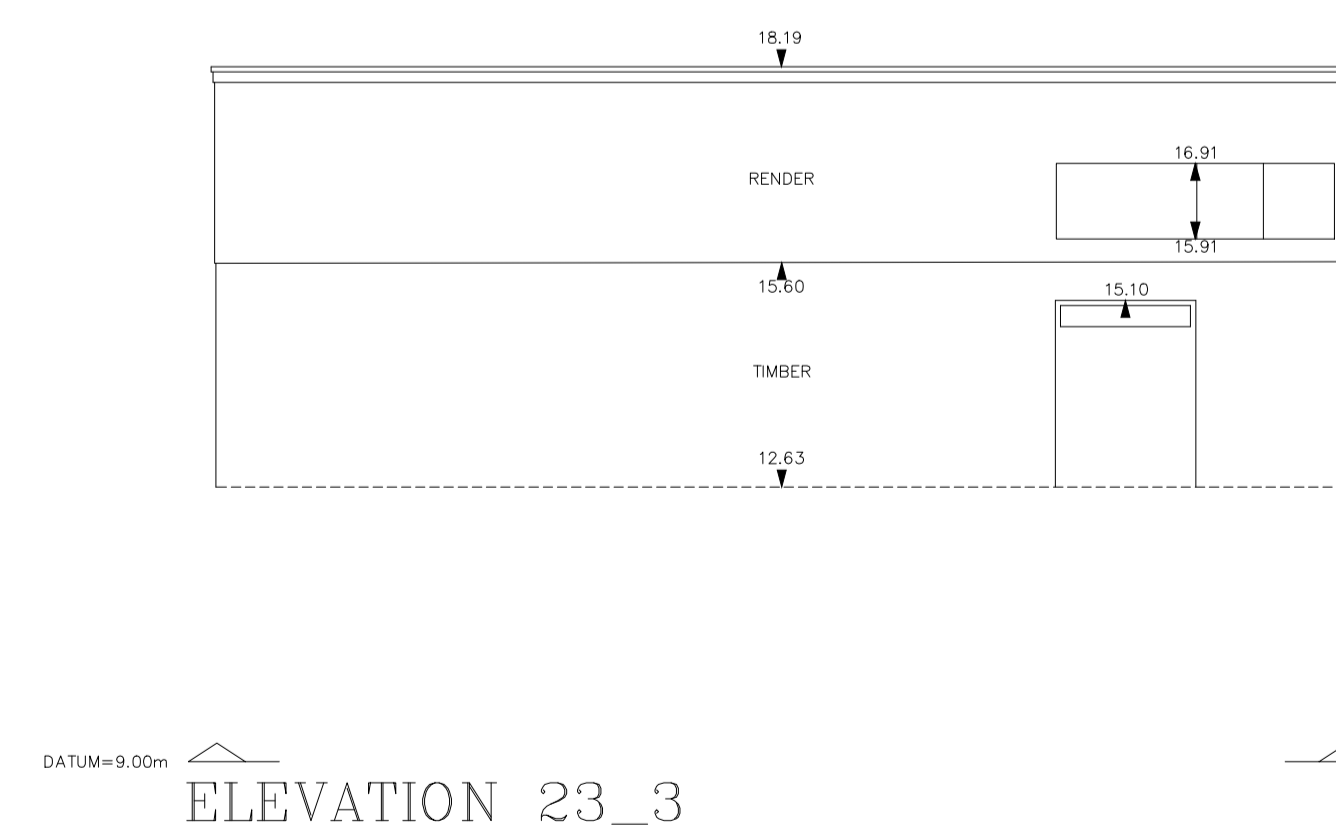 18.19
16.91
RENDER
15.91
15.60
15.10
TIMBER
12.63
DATUM=9.00m
ELEVATION 23_3